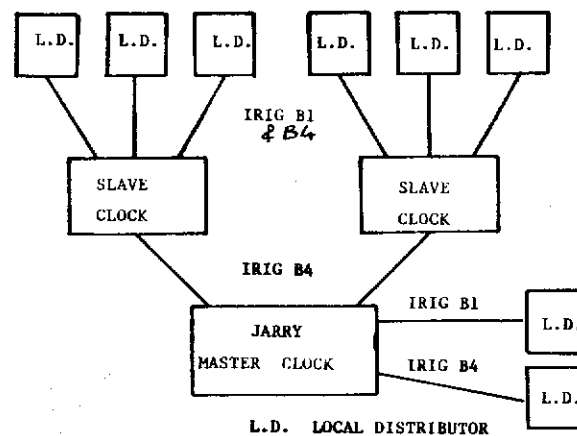 L.D. L.D. L.D. L.D. L.D. L.D.
IRIG B1
& B4
SLAVE
CLOCK
SLAVE
CLOCK
IRIG B4
IRIG B1
JARRY
MASTER CLOCK
L.D.
IRIG B4
L.D.
L.D. LOCAL DISTRIBUTOR